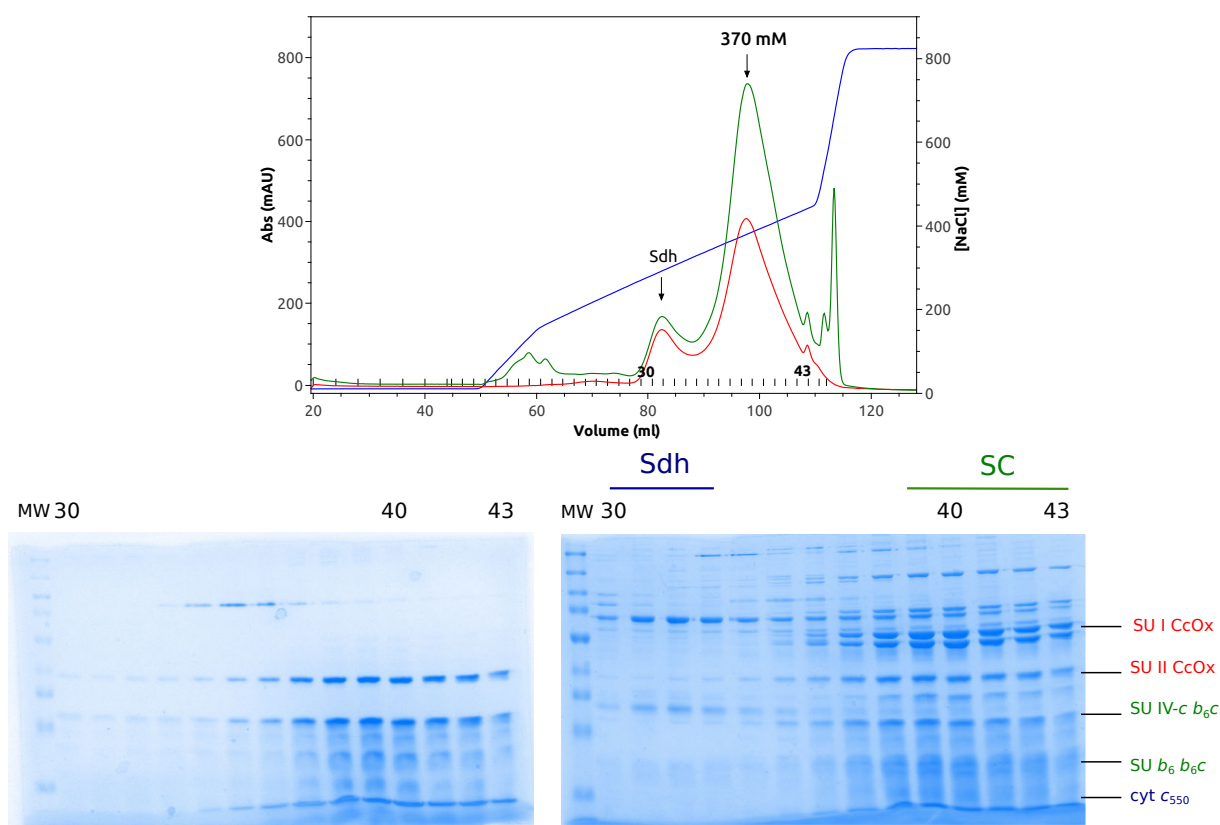 370 mM
Sdh
30
43
Abs (mAU)
800
600
400
200
0
[NaCl] (mM)
800
600
400
200
0
20
40
60
80
100
120
Volume (ml)
Sdh
SC
MW 30
40
43
MW 30
40
43
SU I CcOx
SU II CcOx
SU IV-c b₆c
SU b₆ b₆c
cyt c₅₅₀